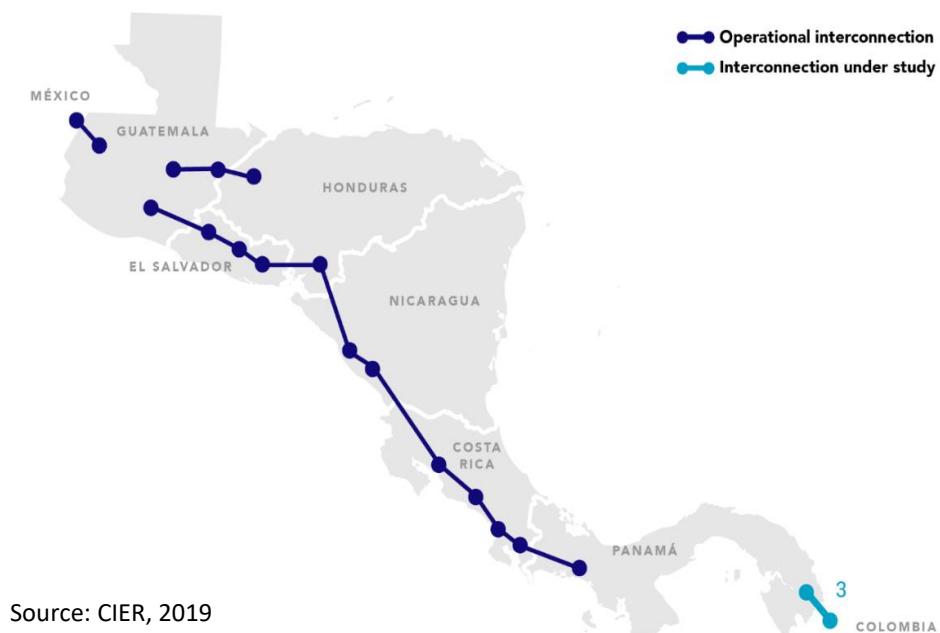 Operational interconnection
Interconnection under study
MÉXICO
GUATEMALA
HONDURAS
EL SALVADOR
NICARAGUA
COSTA
RICA
PANAMÁ
3
COLOMBIA
Source: CIER, 2019